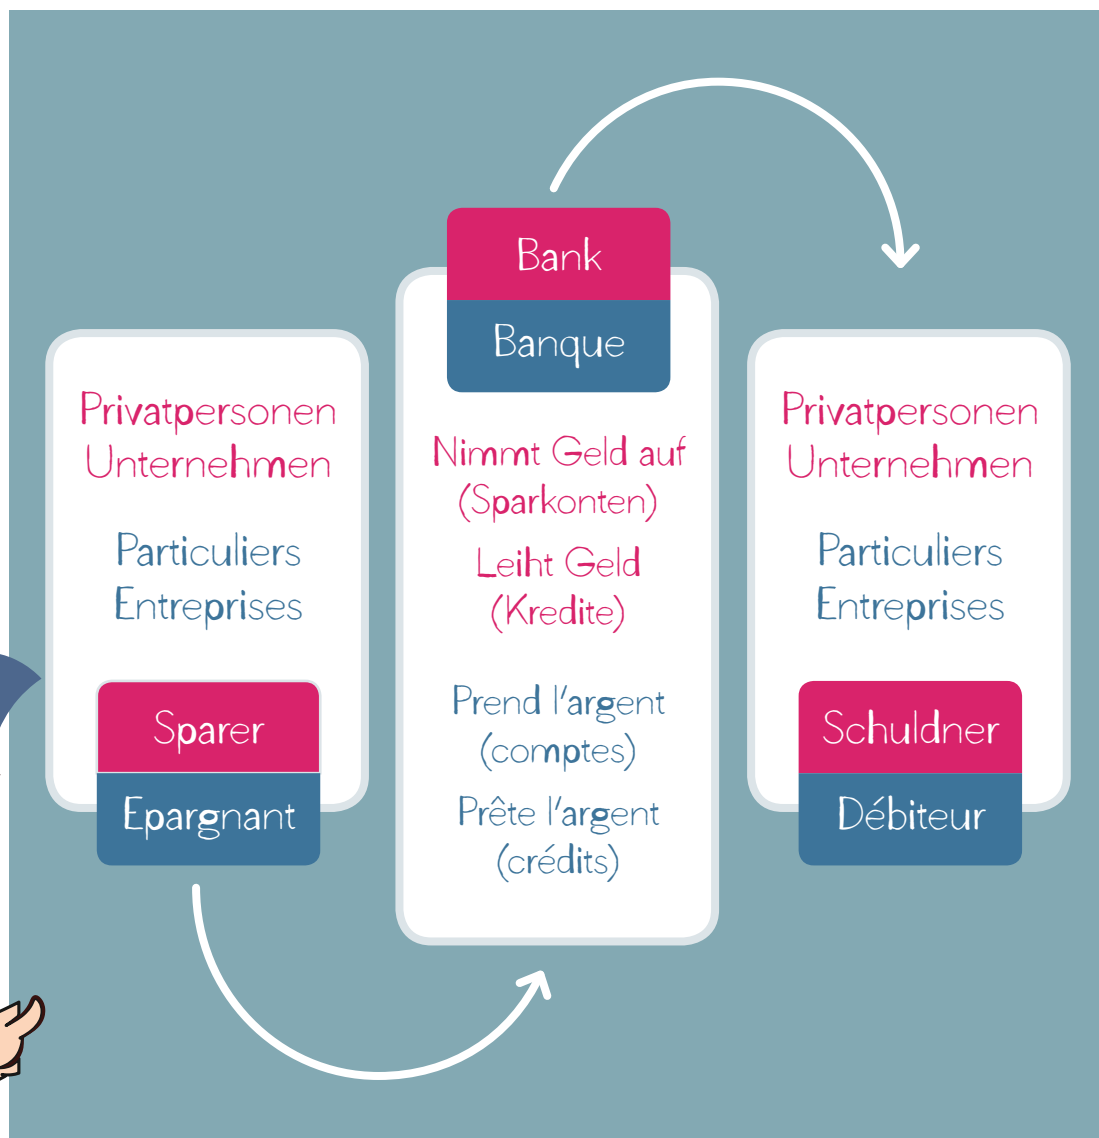 Privatpersonen
Unternehmen
Particuliers
Entreprises
Sparer
Epargnant
Bank
Banque
Nimmt Geld auf
(Sparkonten)
Leiht Geld
(Kredite)
Prend l'argent
(comptes)
Prête l'argent
(crédits)
Privatpersonen
Unternehmen
Particuliers
Entreprises
Schuldner
Débiteur